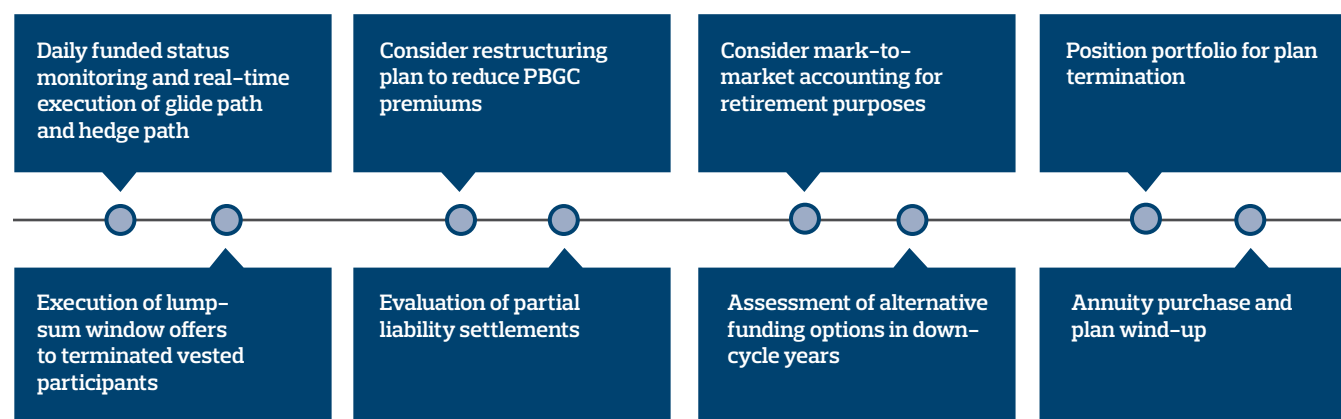 Daily funded status
monitoring and real-time
execution of glide path
and hedge path
Consider restructuring
plan to reduce PBGC
premiums
Consider mark-to-
market accounting for
retirement purposes
Position portfolio for plan
termination
Execution of lump-
sum window offers
to terminated vested
participants
Evaluation of partial
liability settlements
Assessment of alternative
funding options in down-
cycle years
Annuity purchase and
plan wind-up